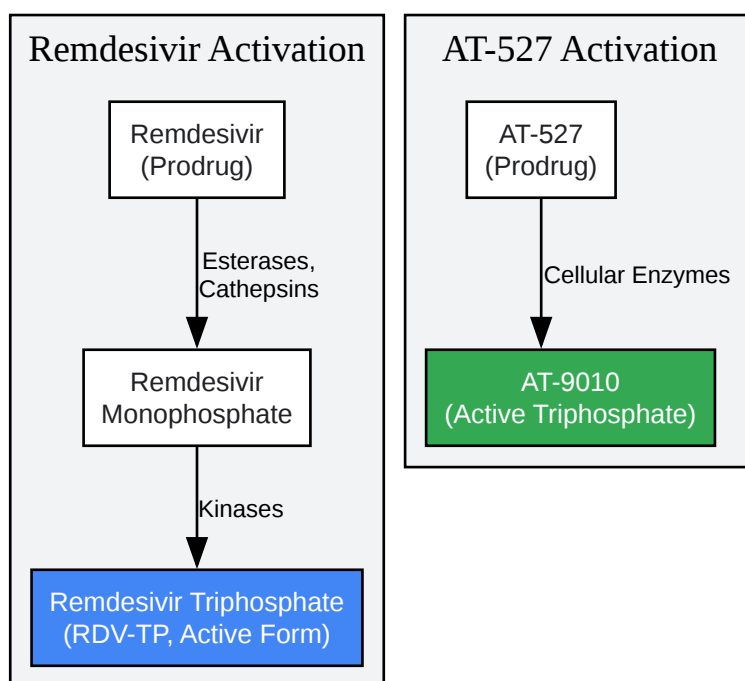 Remdesivir Activation
Remdesivir
(Prodrug)
Esterases,
Cathepsins
Remdesivir
Monophosphate
Kinases
Remdesivir Triphosphate
(RDV-TP, Active Form)
AT-527 Activation
AT-527
(Prodrug)
Cellular Enzymes
AT-9010
(Active Triphosphate)